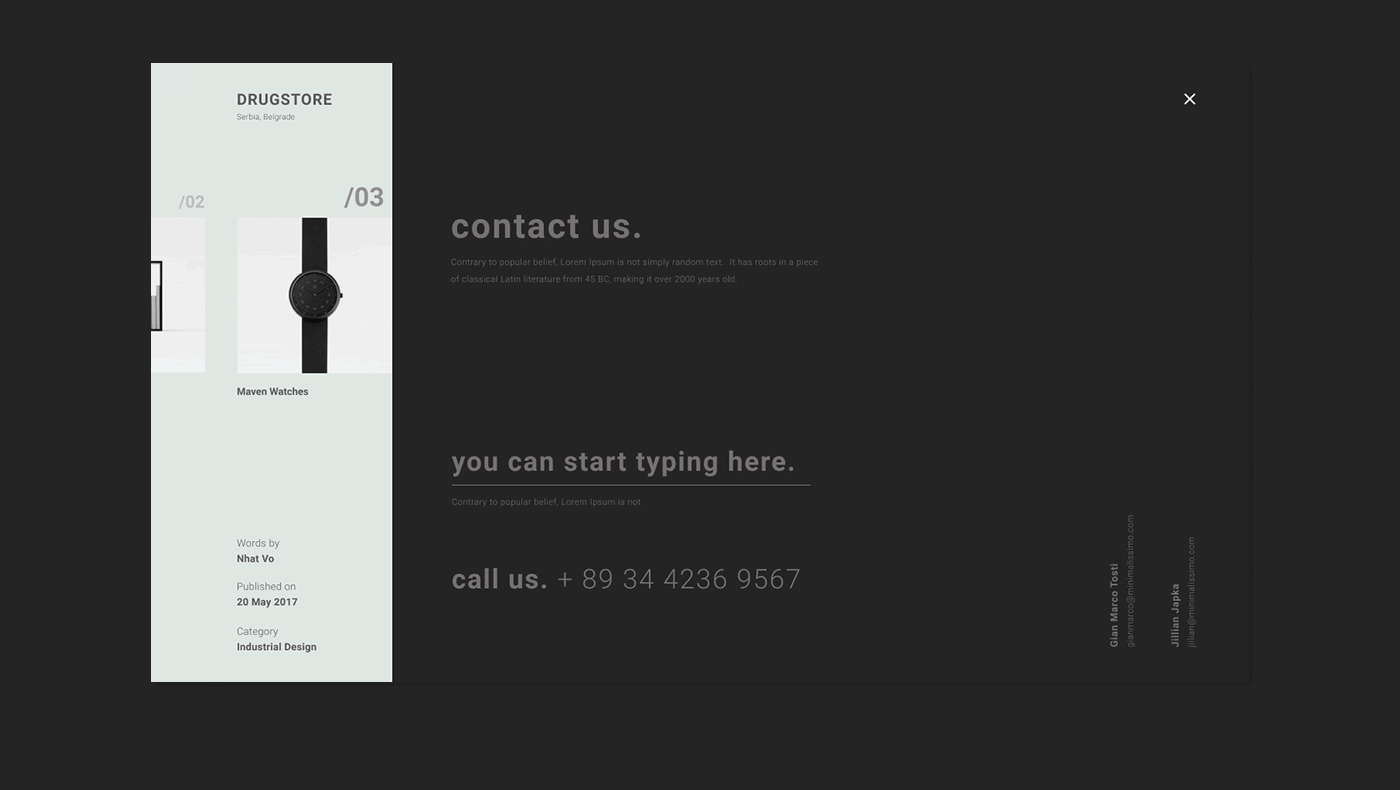 DRUGSTORE
Serbia, Belgrade
/02
/03
Maven Watches
Words by
Nhat Vo
Published on
20 May 2017
Category
Industrial Design
contact us.
Contrary to popular belief, Lorem Ipsum is not simply random text. It has roots in a piece
of classical Latin literature from 45 BC, making it over 2000 years old.
you can start typing here.
Contrary to popular belief, Lorem Ipsum is not
call us. + 89 34 4236 9567
Gian Marco Tosti
gianmarco@minimalissimo.com
Jillian Japka
jillian@minimalissimo.com